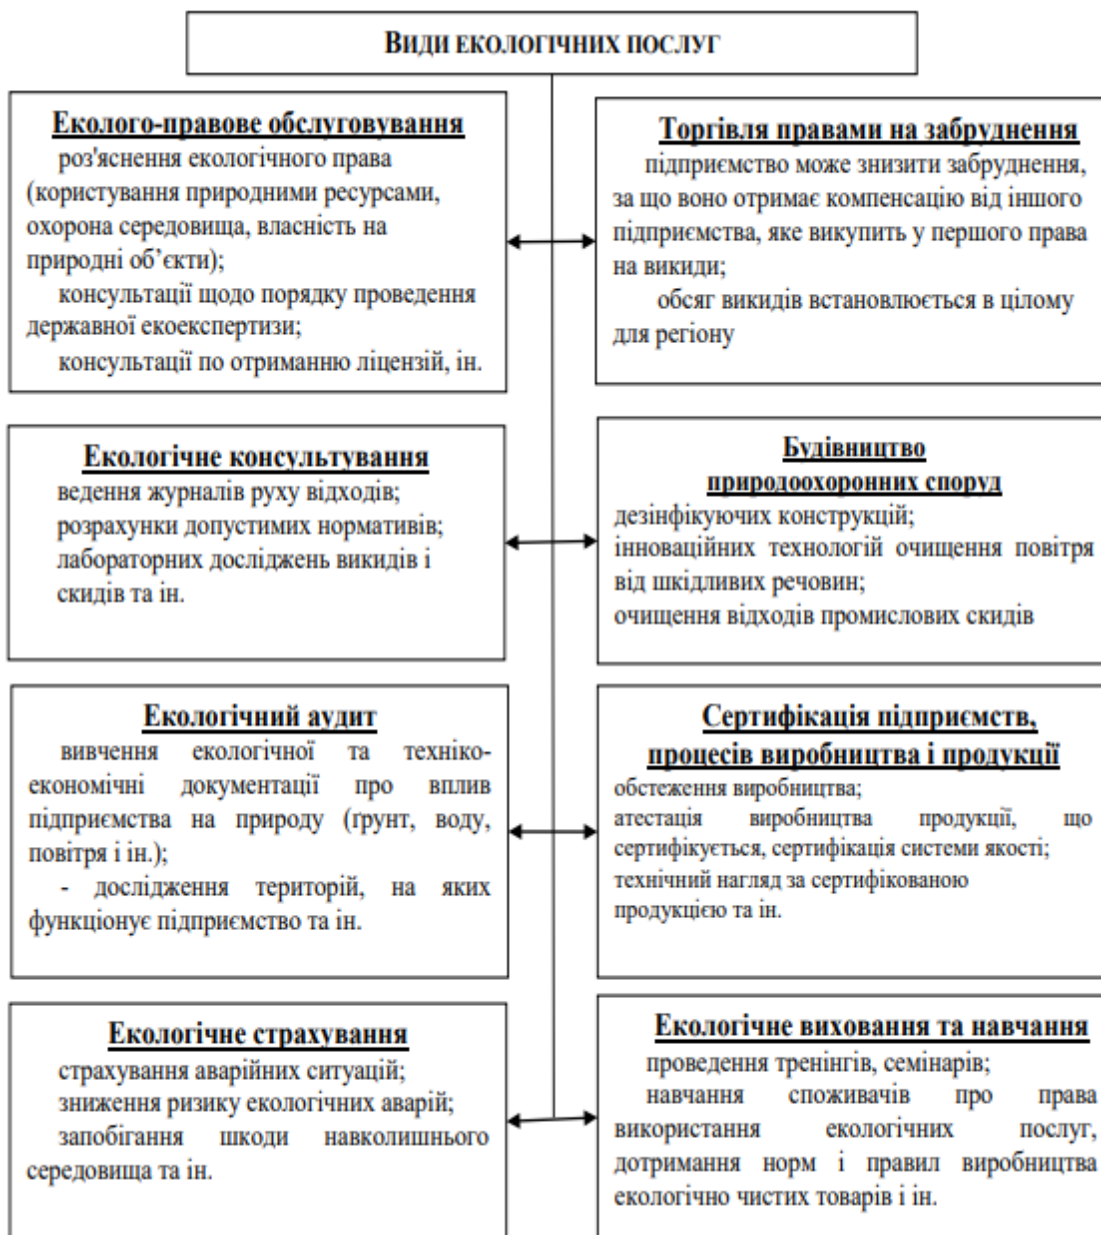 ВИДИ ЕКОЛОГІЧНИХ ПОСЛУГ
Еколого-правове обслуговування
роз'яснення екологічного права
(користування природними ресурсами,
охорона середовища, власність на
природні об’єкти);
консультації щодо порядку проведення
державної екоекспертизи;
консультації по отриманню ліцензій, ін.
Торгівля правами на забруднення
підприємство може знизити забруднення,
за що воно отримає компенсацію від іншого
підприємства, яке викупить у першого права
на викиди;
обсяг викидів встановлюється в цілому
для регіону
Екологічне консультування
ведення журналів руху відходів;
розрахунки допустимих нормативів;
лабораторних досліджень викидів і
скидів та ін.
Будівництво
природоохоронних споруд
дезінфікуючих конструкцій;
інноваційних технологій очищення повітря
від шкідливих речовин;
очищення відходів промислових скидів
Екологічний аудит
вивчення екологічної та техніко-
економічні документації про вплив
підприємства на природу (ґрунт, воду,
повітря і ін.);
- дослідження територій, на яких
функціонує підприємство та ін.
Сертифікація підприємств,
процесів виробництва і продукції
обстеження виробництва;
атестація виробництва продукції, що
сертифікується, сертифікація системи якості;
технічний нагляд за сертифікованою
продукцією та ін.
Екологічне страхування
страхування аварійних ситуацій;
зниження ризику екологічних аварій;
запобігання шкоди навколишнього
середовища та ін.
Екологічне виховання та навчання
проведення тренінгів, семінарів;
навчання споживачів про права
використання екологічних послуг,
дотримання норм і правил виробництва
екологічно чистих товарів і ін.